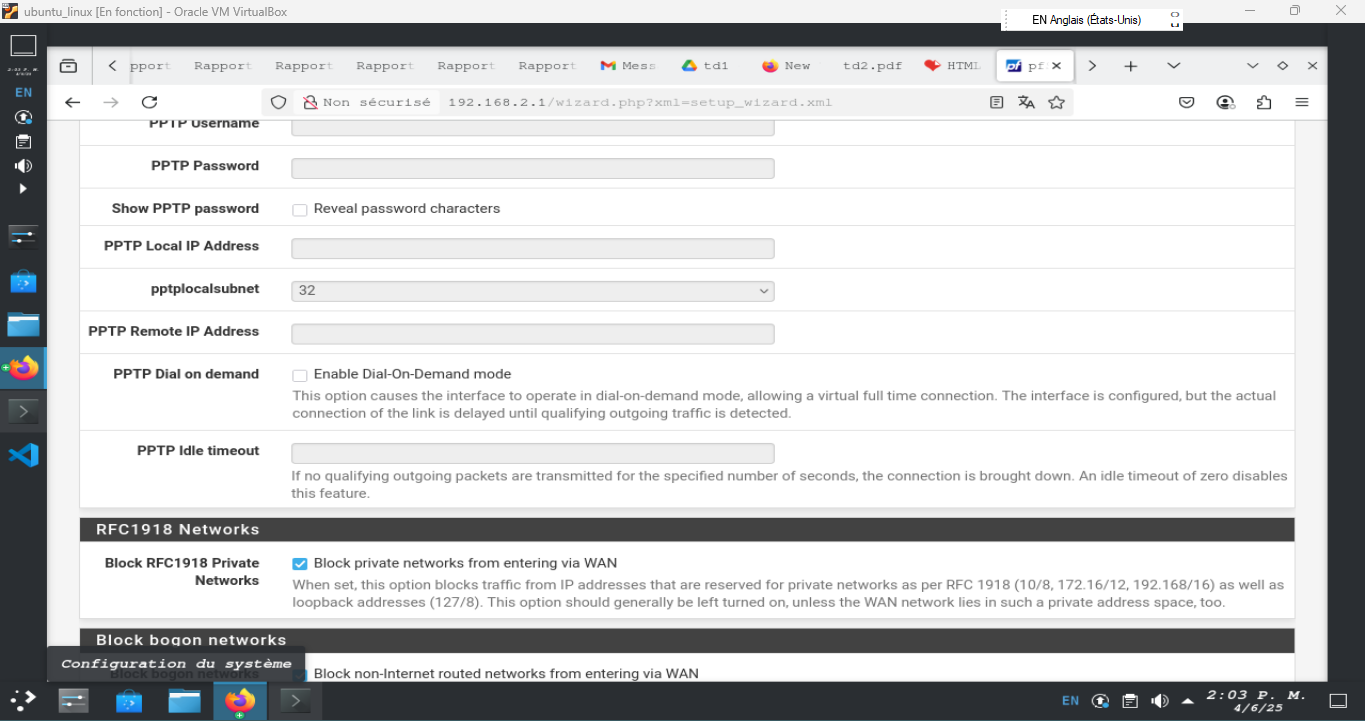 ubuntu_linux [En fonction] - Oracle VM VirtualBox
EN Anglais (États-Unis)
pport Rapport Rapport Rapport Rapport Rapport Mess td1 New td2.pdf HTML pf
EN
Non sécurisé 192.168.2.1/wizard.php?xml=setup_wizard.xml
PPTP Username
PPTP Password
Show PPTP password Reveal password characters
PPTP Local IP Address
pptplocalsubnet 32
PPTP Remote IP Address
PPTP Dial on demand Enable Dial-On-Demand mode
This option causes the interface to operate in dial-on-demand mode, allowing a virtual full time connection. The interface is configured, but the actual
connection of the link is delayed until qualifying outgoing traffic is detected.
PPTP Idle timeout
If no qualifying outgoing packets are transmitted for the specified number of seconds, the connection is brought down. An idle timeout of zero disables
this feature.
RFC1918 Networks
Block RFC1918 Private
Networks
Block private networks from entering via WAN
When set, this option blocks traffic from IP addresses that are reserved for private networks as per RFC 1918 (10/8, 172.16/12, 192.168/16) as well as
loopback addresses (127/8). This option should generally be left turned on, unless the WAN network lies in such a private address space, too.
Block bogon networks
Configuration du système
Block bogon networks Block non-Internet routed networks from entering via WAN
EN 2:03 P. M.
4/6/25